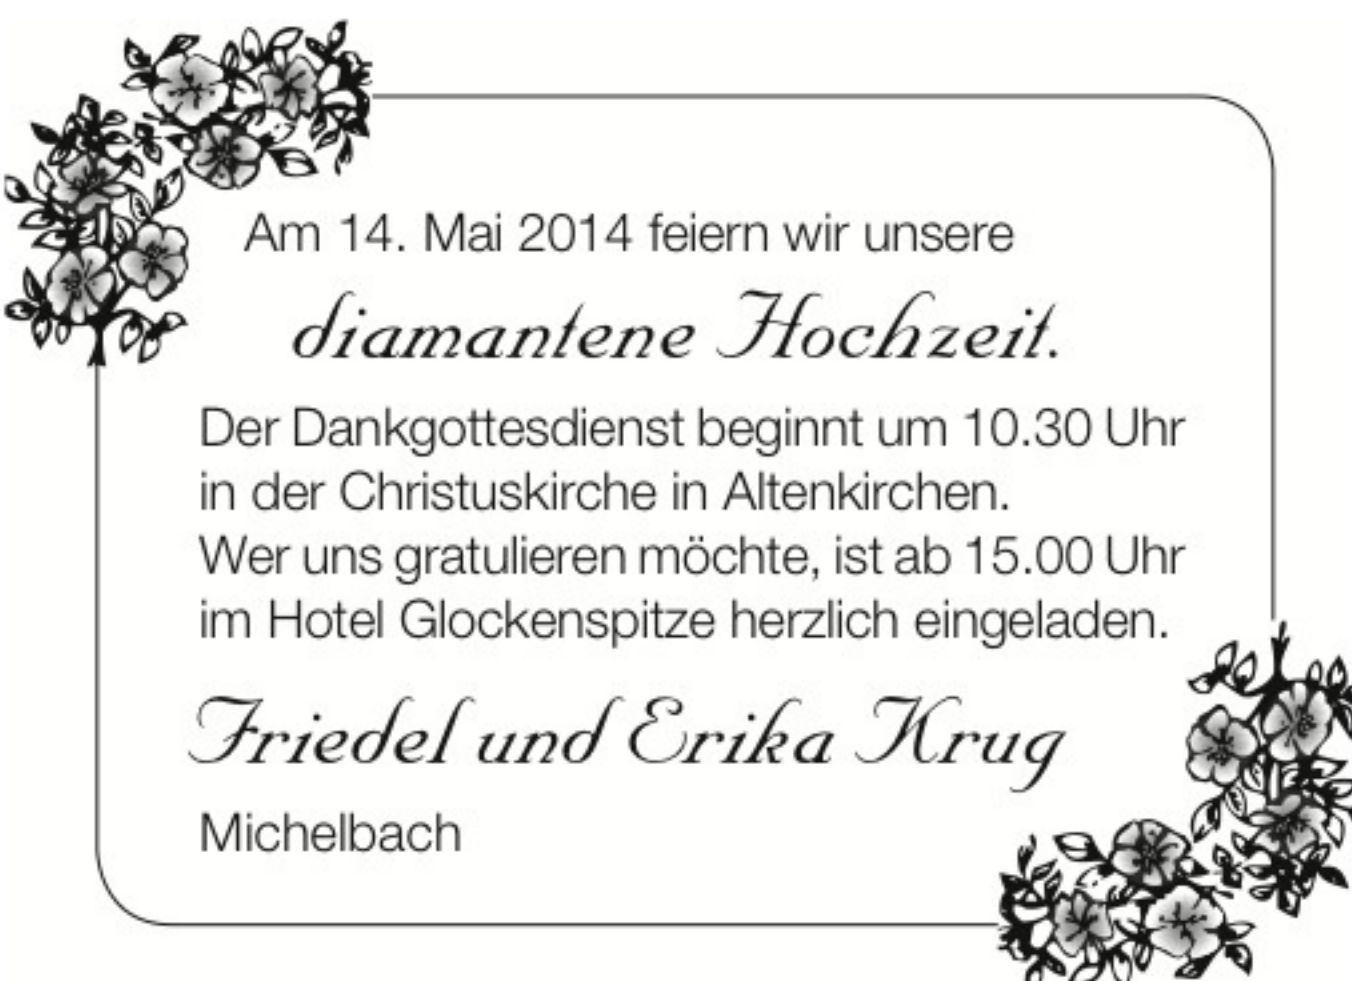 Am 14. Mai 2014 feiern wir unsere
diamantene Hochzeit.
Der Dankgottesdienst beginnt um 10.30 Uhr
in der Christuskirche in Altenkirchen.
Wer uns gratulieren möchte, ist ab 15.00 Uhr
im Hotel Glockenspitze herzlich eingeladen.
Friedel und Erika Krug
Michelbach